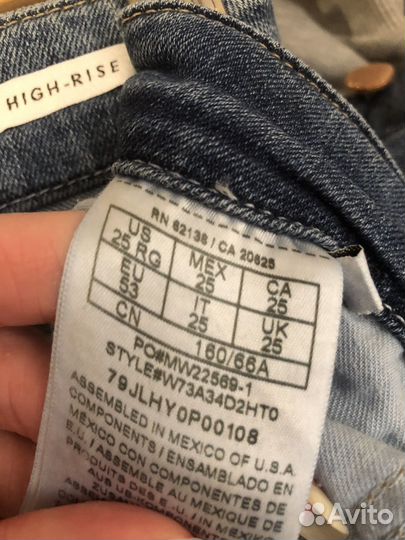 HIGH-RISE
RN 62136 / CA 20625
US MEX CA
25 RG 25 25
EU IT UK
53 25 25
CN 160/66A
PO#MW22569-1
STYLE#W73A34D2HT0
79JLHY0P00108
ASSEMBLED IN MEXICO OF U.S.A.
COMPONENTS / ENSAMBLADO EN
MEXICO CON COMPONENTES DE
E.U. / ASSEMBLÉ AU MEXIQUE DE
Avito